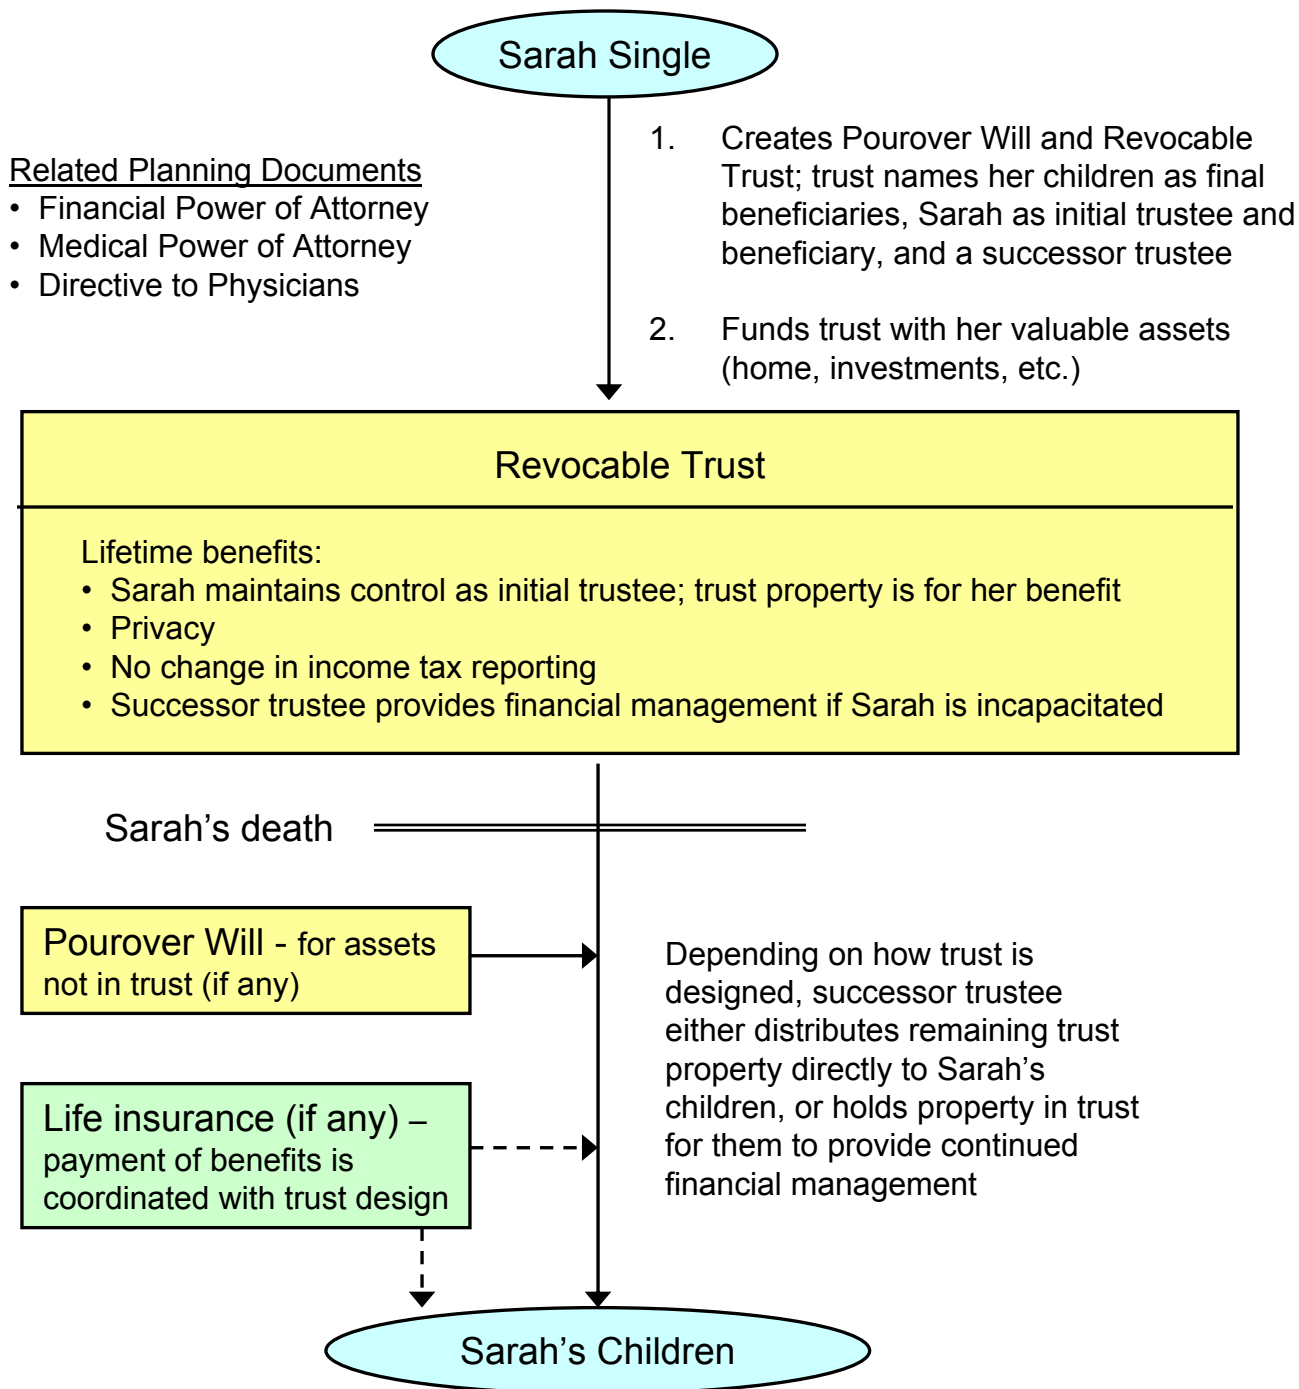 Sarah Single
Related Planning Documents
• Financial Power of Attorney
• Medical Power of Attorney
• Directive to Physicians
1. Creates Pourover Will and Revocable
Trust; trust names her children as final
beneficiaries, Sarah as initial trustee and
beneficiary, and a successor trustee
2. Funds trust with her valuable assets
(home, investments, etc.)
Revocable Trust
Lifetime benefits:
• Sarah maintains control as initial trustee; trust property is for her benefit
• Privacy
• No change in income tax reporting
• Successor trustee provides financial management if Sarah is incapacitated
Sarah’s death
Pourover Will - for assets
not in trust (if any)
Life insurance (if any) –
payment of benefits is
coordinated with trust design
Depending on how trust is
designed, successor trustee
either distributes remaining trust
property directly to Sarah’s
children, or holds property in trust
for them to provide continued
financial management
Sarah’s Children